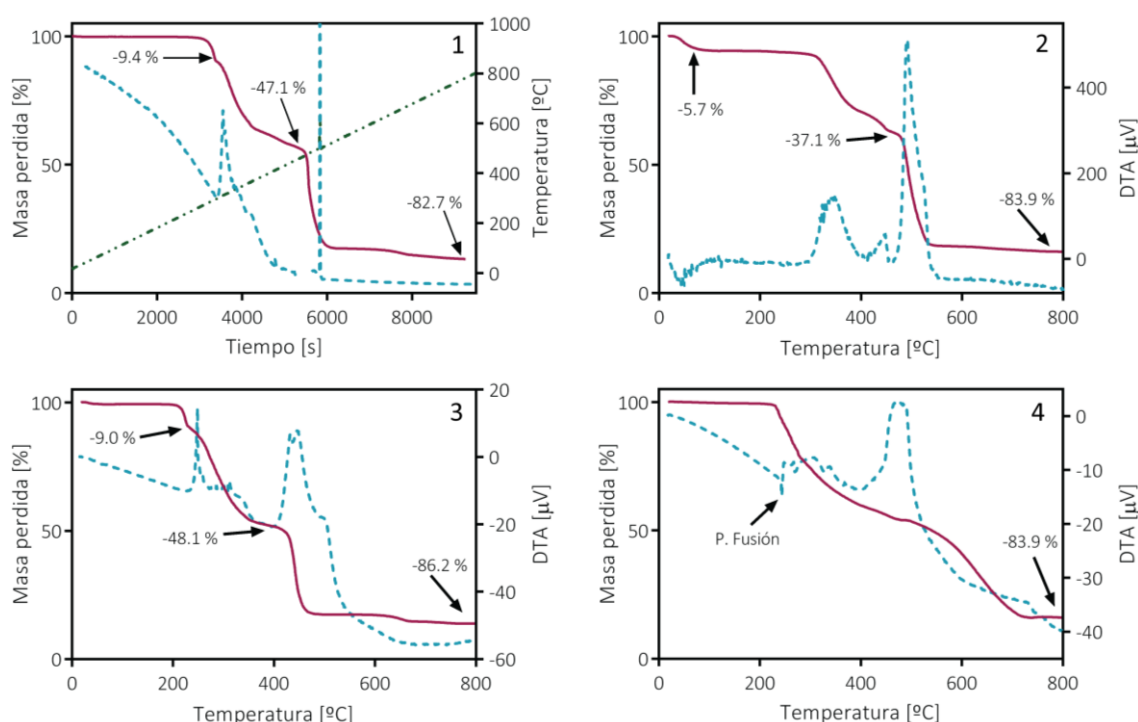 1
Masa perdida [%]
100
50
0
-9.4 %
-47.1 %
-82.7 %
1000
800
600
400
200
0
Temperatura [ºC]
0 2000 4000 6000 8000
Tiempo [s]
2
Masa perdida [%]
100
50
0
-5.7 %
-37.1 %
-83.9 %
400
200
0
DTA [μV]
0 200 400 600 800
Temperatura [ºC]
3
Masa perdida [%]
100
50
0
-9.0 %
-48.1 %
-86.2 %
20
0
-20
-40
-60
DTA [μV]
0 200 400 600 800
Temperatura [ºC]
4
Masa perdida [%]
100
50
0
P. Fusión
-83.9 %
0
-10
-20
-30
-40
DTA [μV]
0 200 400 600 800
Temperatura [ºC]